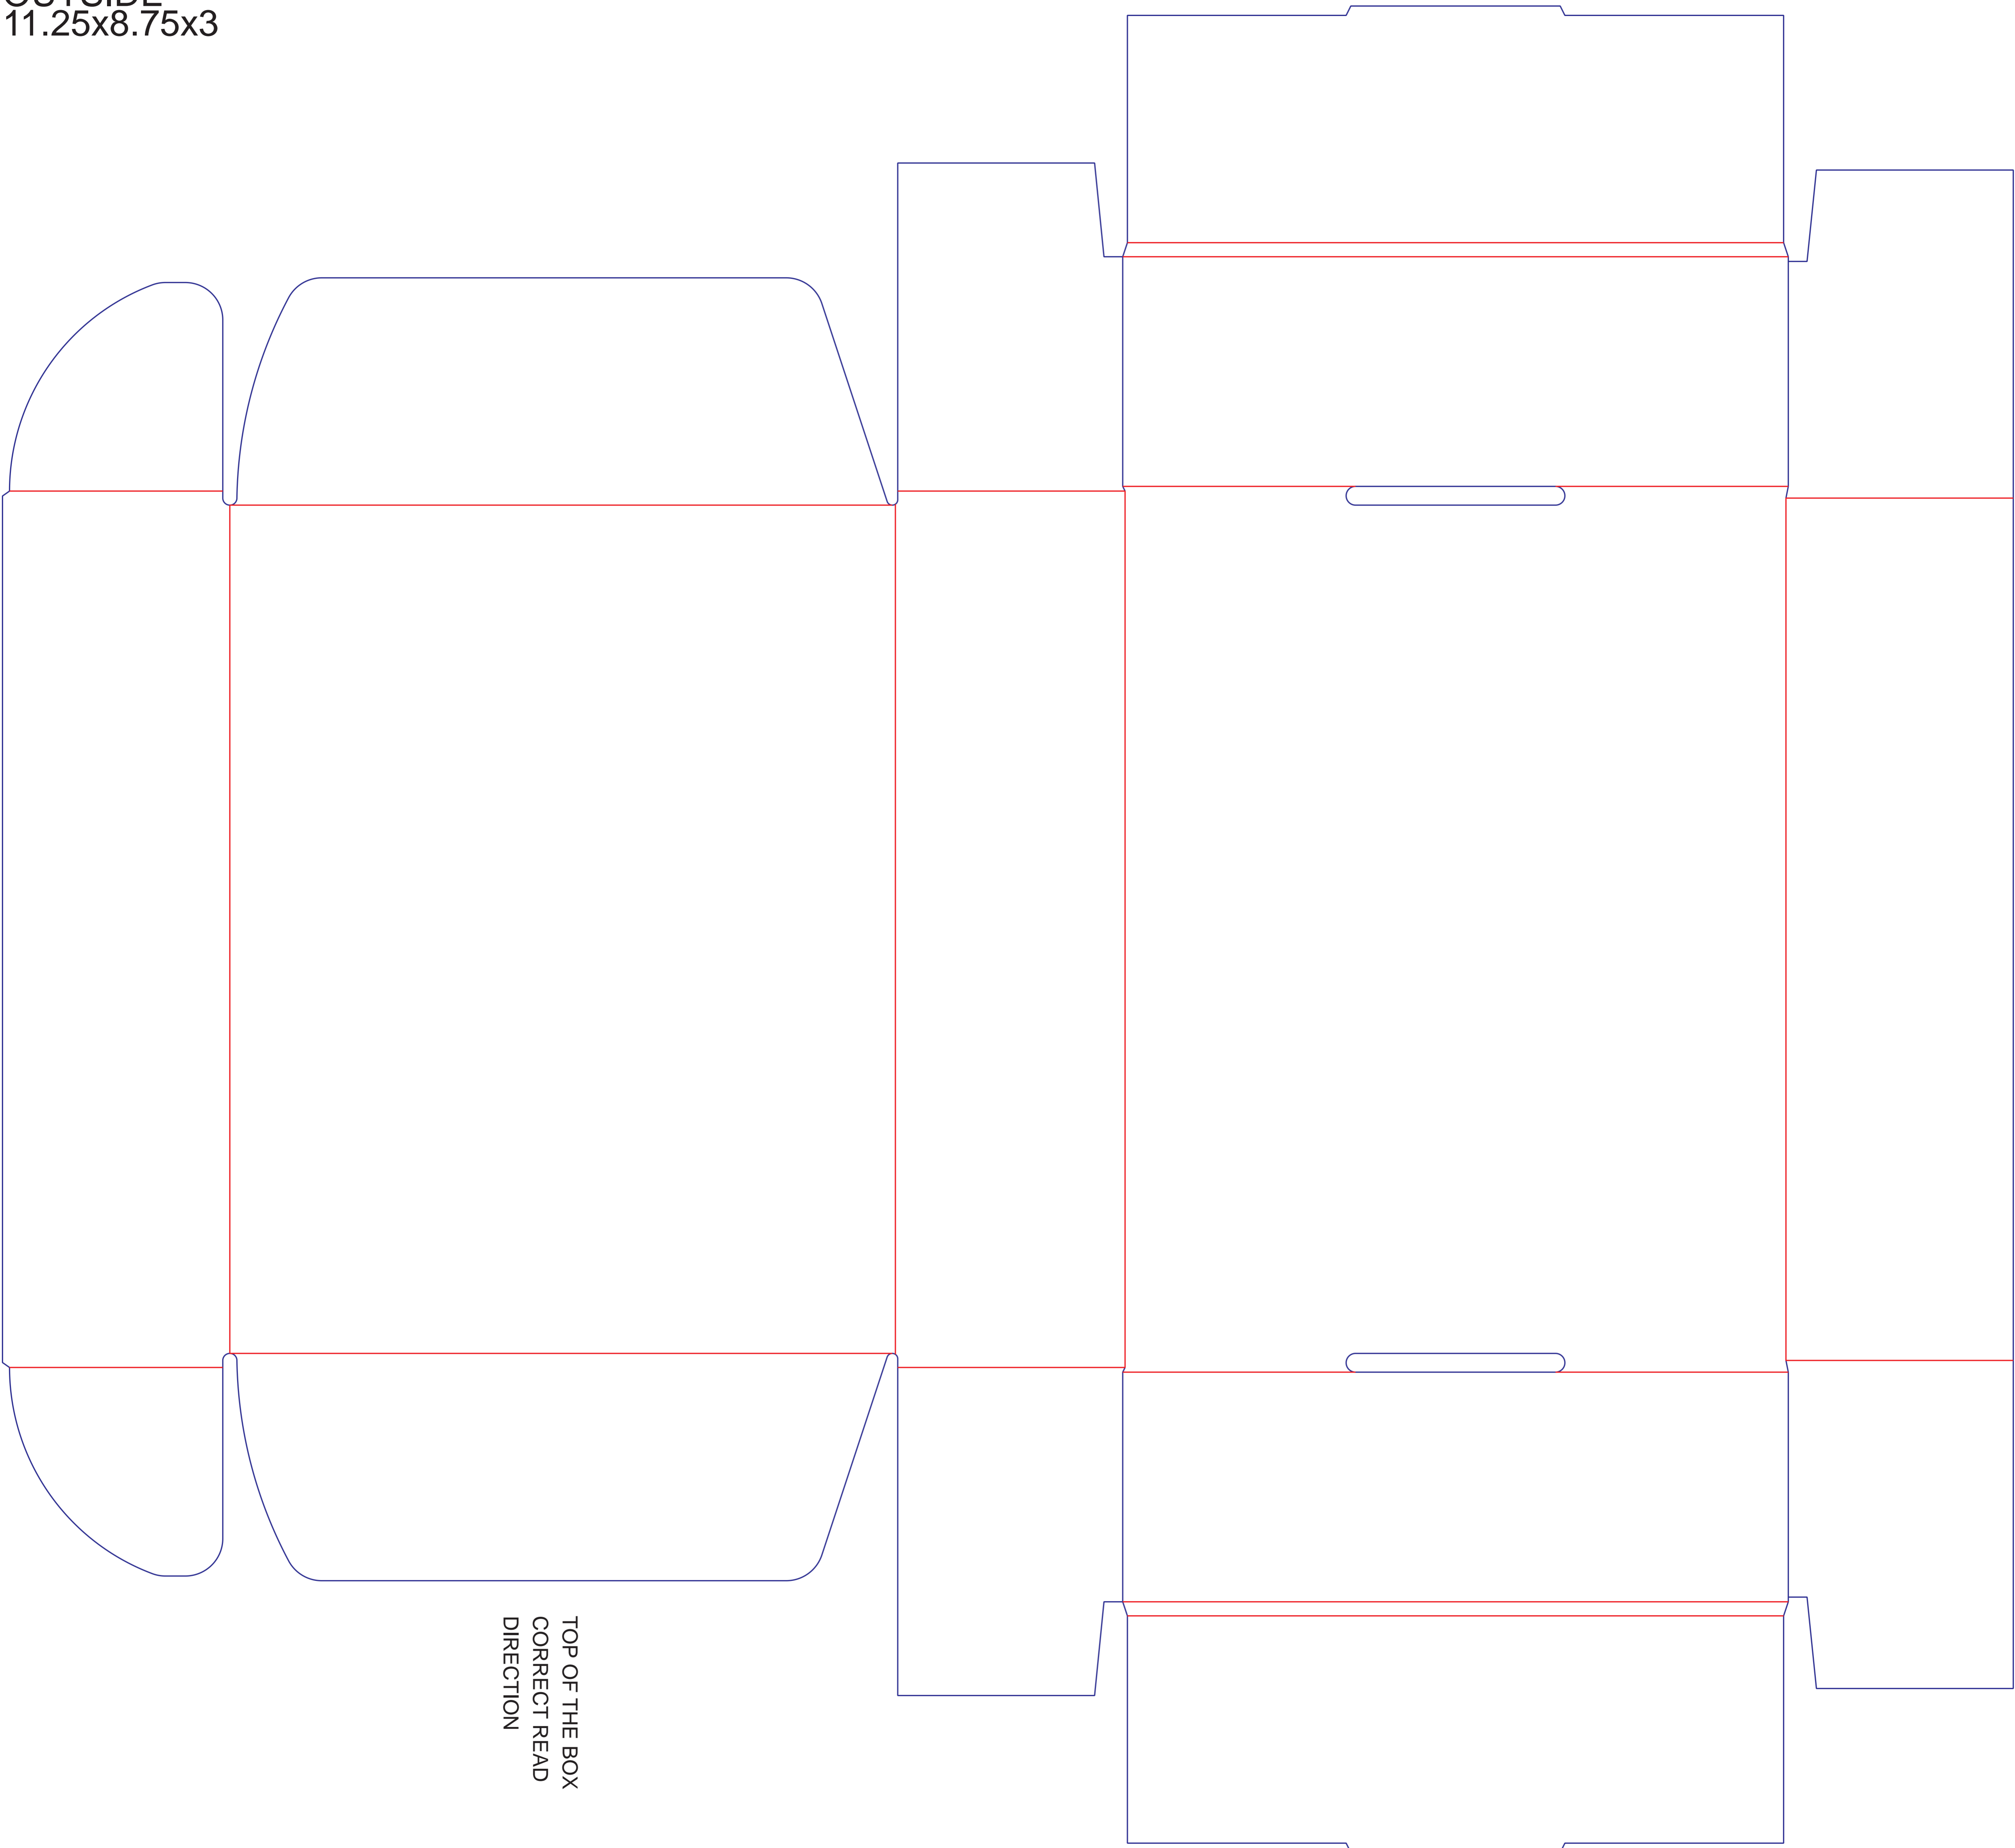 11.25x8.75x3
TOP OF THE BOX
CORRECT READ
DIRECTION